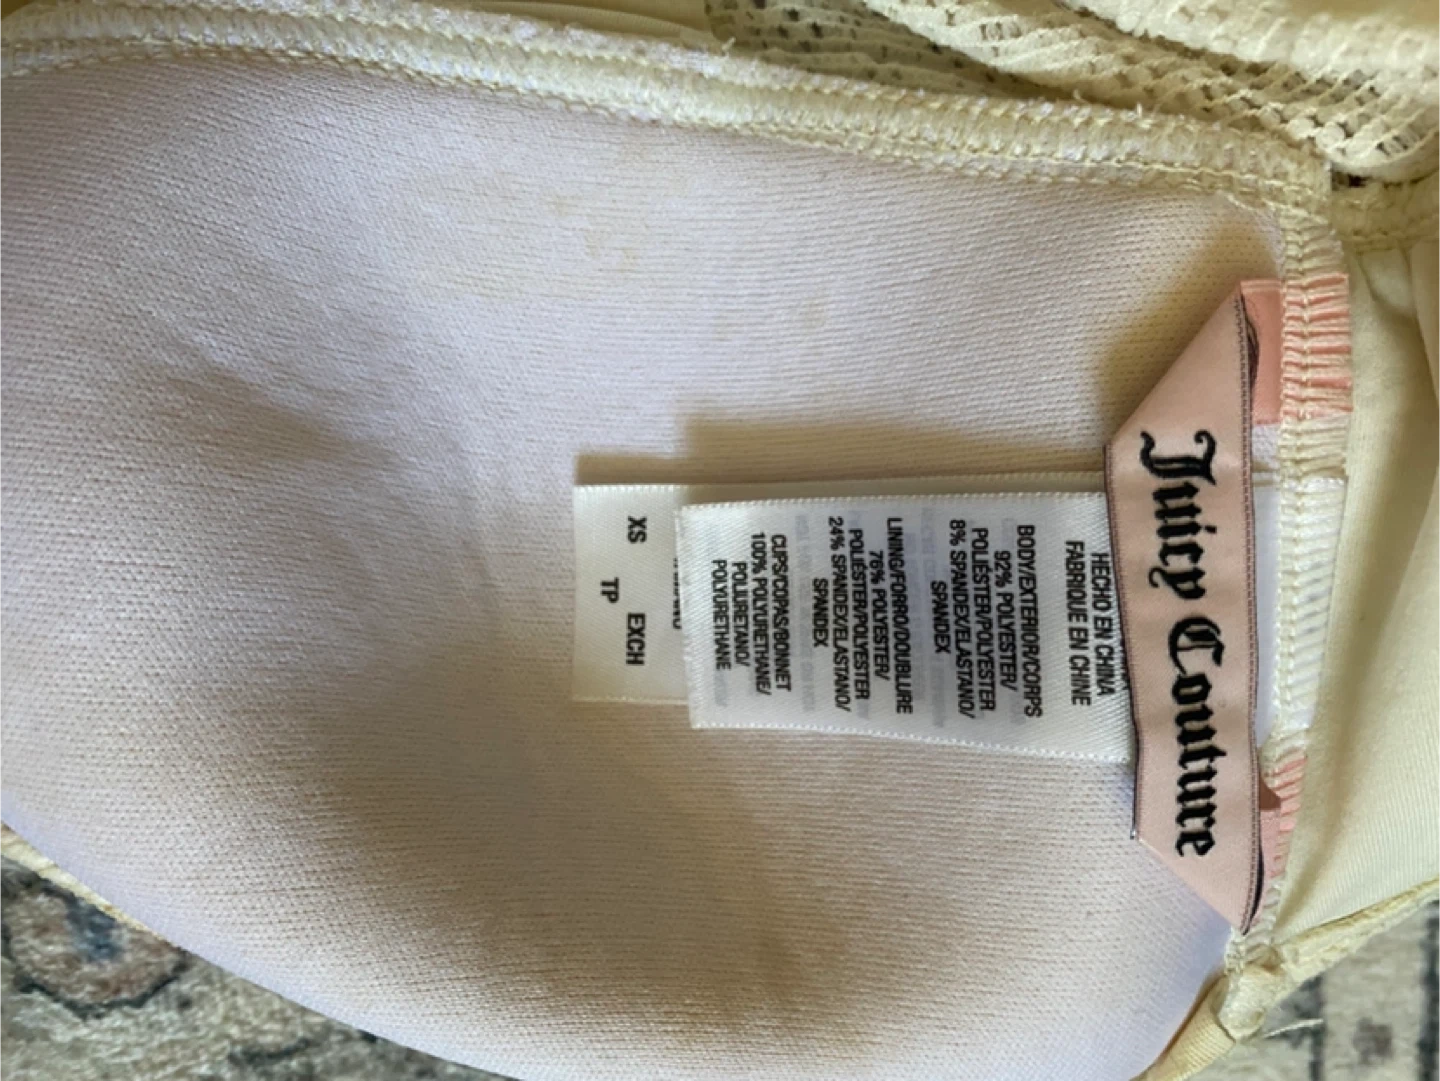 Juicy Couture
HECHO EN CHINA
FABRIQUE EN CHINE
BODY/EXTERIOR/CORPS
92% POLYESTER/
POLIÉSTER/POLYESTER
8% SPANDEX/ELASTANO/
SPANDEX
LINING/FORRO/DOUBLURE
76% POLYESTER/
POLIÉSTER/POLYESTER
24% SPANDEX/ELASTANO/
SPANDEX
CUPS/COPAS/BONNET
100% POLYURETHANE/
POLIURETANO/
POLYURETHANE
XS EXCH
TP